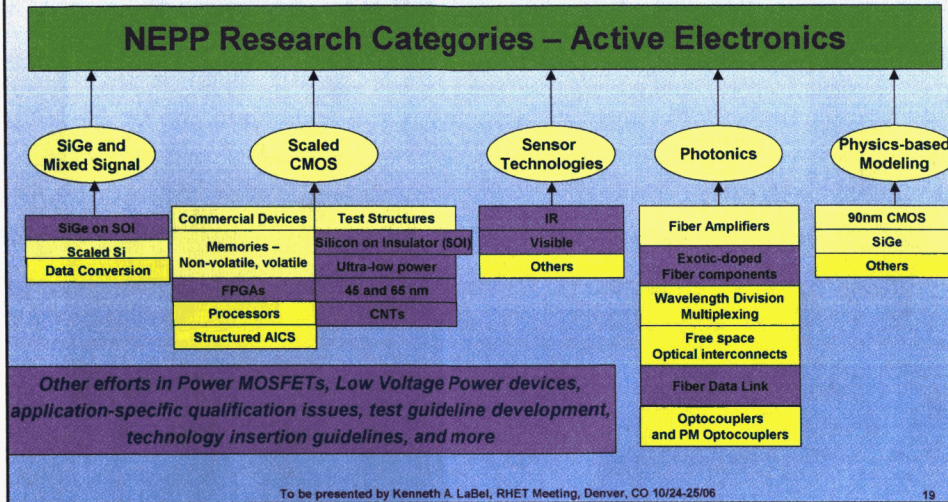 NEPP Research Categories – Active Electronics
SiGe and
Mixed Signal
Scaled
CMOS
Sensor
Technologies
Photonics
Physics-based
Modeling
SiGe on SOI
Scaled Si
Data Conversion
Commercial Devices
Memories –
Non-volatile, volatile
FPGAs
Processors
Structured AICS
Test Structures
Silicon on Insulator (SOI)
Ultra-low power
45 and 65 nm
CNTs
IR
Visible
Others
Fiber Amplifiers
Exotic-doped
Fiber components
Wavelength Division
Multiplexing
Free space
Optical interconnects
Fiber Data Link
Optocouplers
and PM Optocouplers
90nm CMOS
SiGe
Others
Other efforts in Power MOSFETs, Low Voltage Power devices,
application-specific qualification issues, test guideline development,
technology insertion guidelines, and more
To be presented by Kenneth A. LaBel, RHET Meeting, Denver, CO 10/24-25/06
19